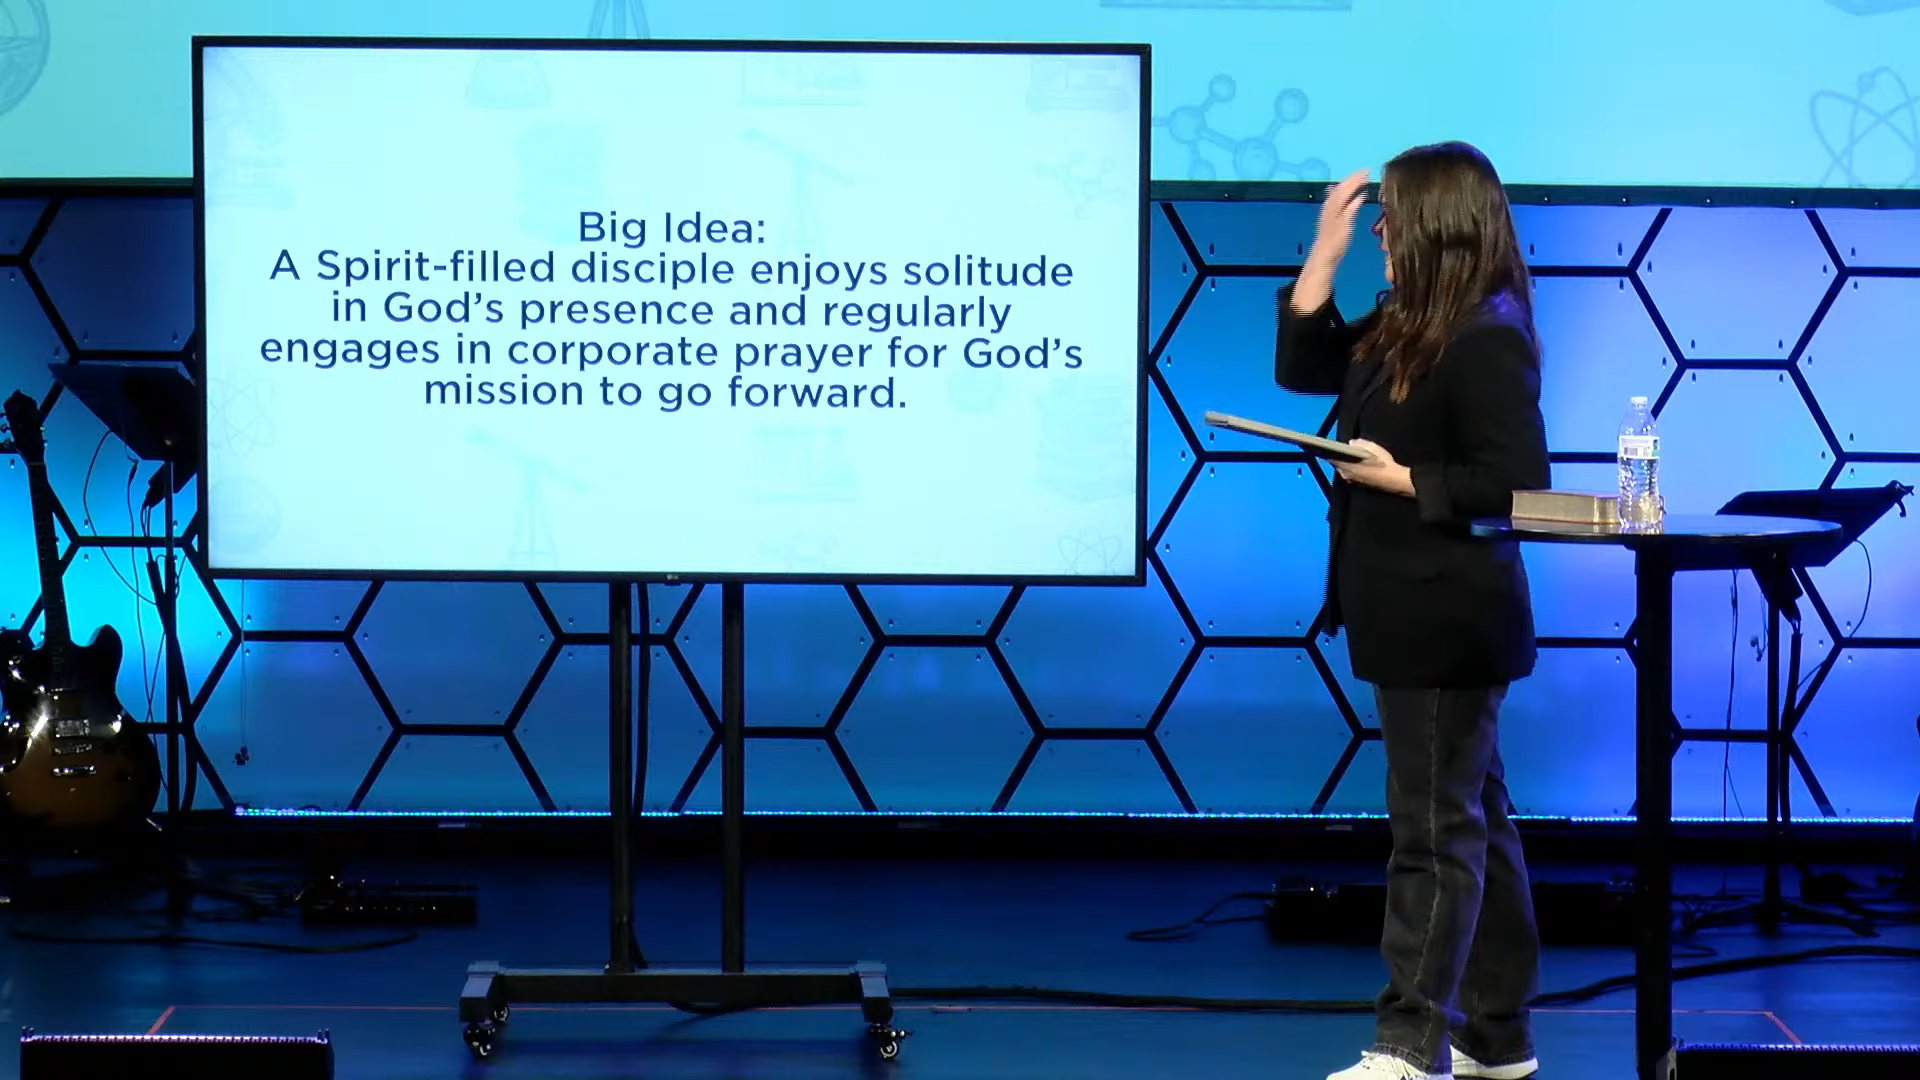 Big Idea:
A Spirit-filled disciple enjoys solitude
in God's presence and regularly
engages in corporate prayer for God's
mission to go forward.